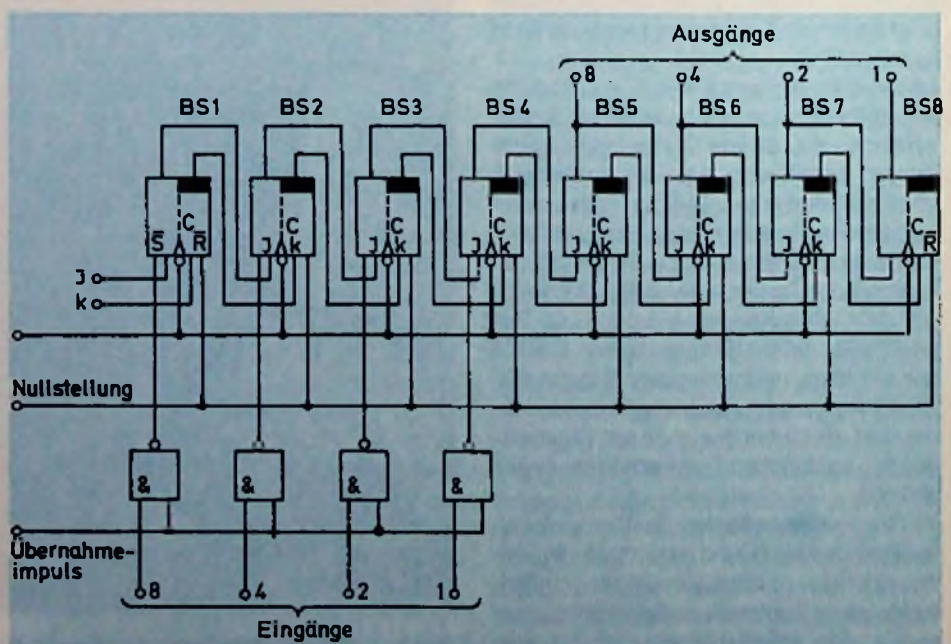 Ausgänge
8 4 2 1
BS1 BS2 BS3 BS4 BS5 BS6 BS7 BS8
S̅ C R̅ J C k J C k J C k J C k J C k J C k C R̅
J
k
Nullstellung
& & & &
Übernahme-
impuls
8 4 2 1
Eingänge